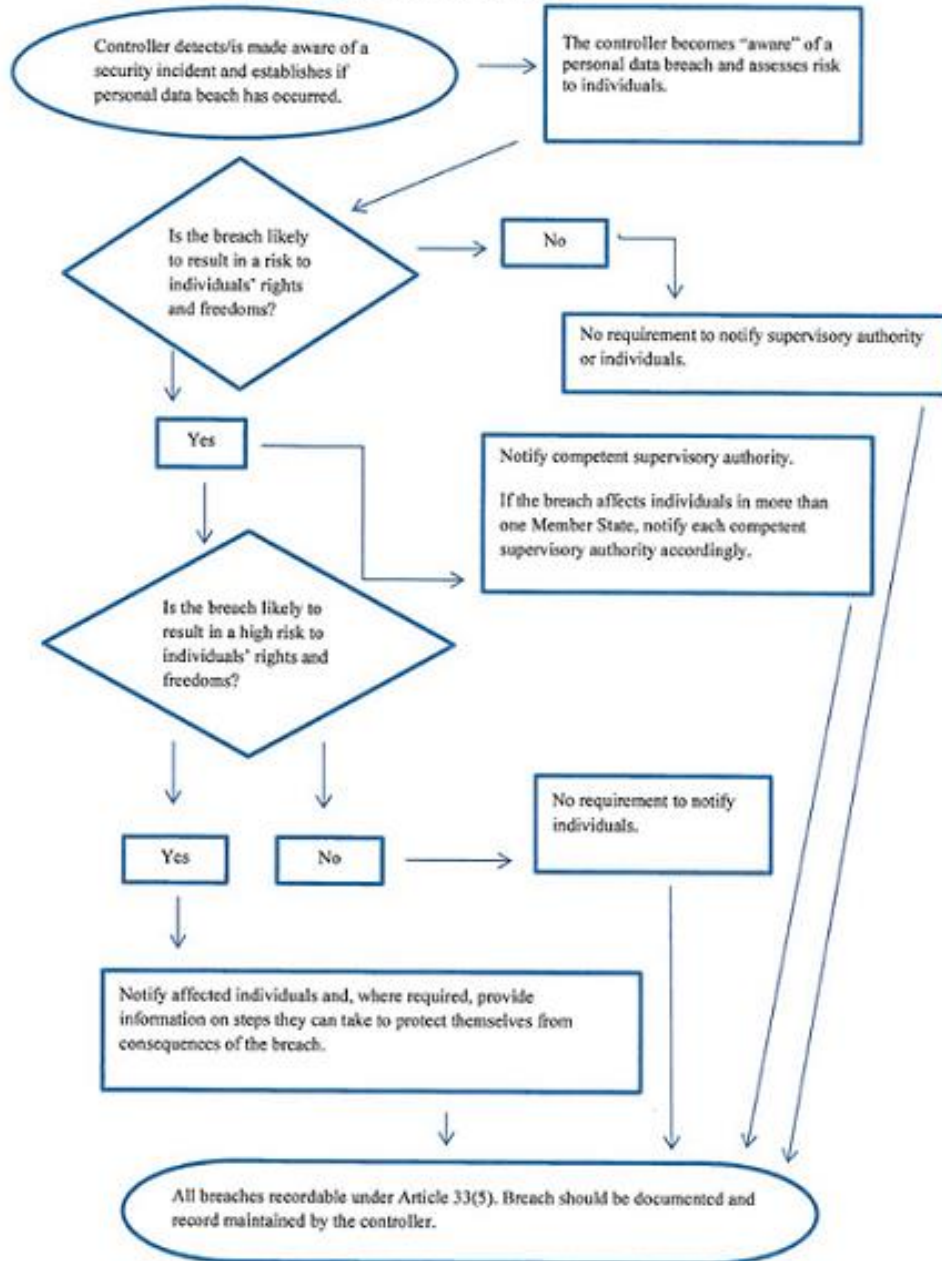 Controller detects/is made aware of a
security incident and establishes if
personal data beach has occurred.
The controller becomes “aware” of a
personal data breach and assesses risk
to individuals.
Is the breach likely
to result in a risk to
individuals’ rights
and freedoms?
No
No requirement to notify supervisory authority
or individuals.
Yes
Notify competent supervisory authority.
If the breach affects individuals in more than
one Member State, notify each competent
supervisory authority accordingly.
Is the breach likely to
result in a high risk to
individuals’ rights and
freedoms?
No requirement to notify
individuals.
Yes
No
Notify affected individuals and, where required, provide
information on steps they can take to protect themselves from
consequences of the breach.
All breaches recordable under Article 33(5). Breach should be documented and
record maintained by the controller.